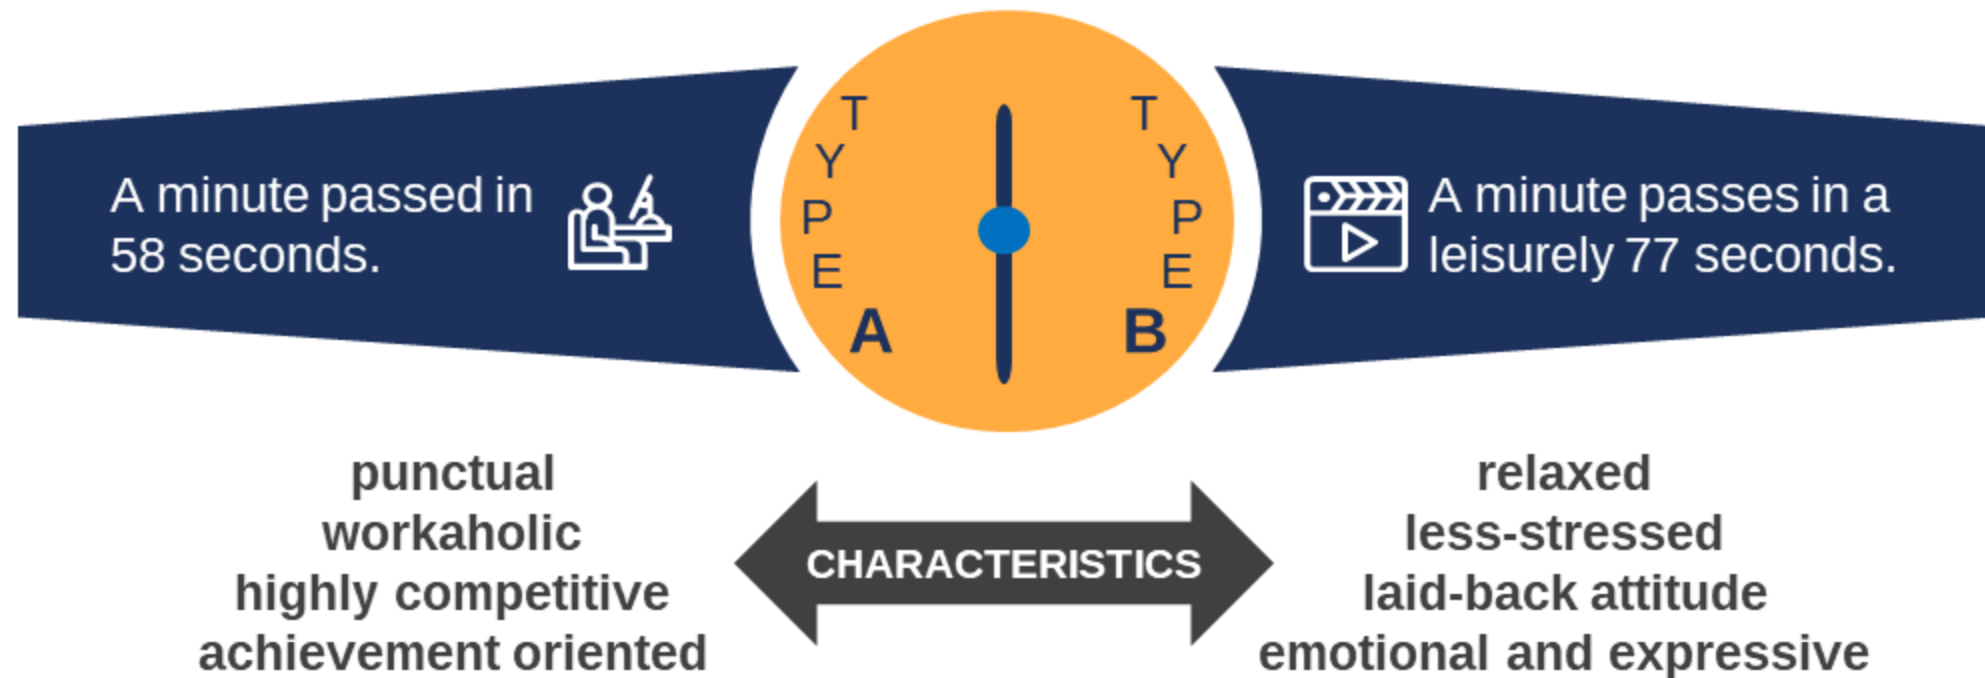 TYPE A
TYPE B
A minute passed in
58 seconds.
A minute passes in a
leisurely 77 seconds.
punctual
workaholic
highly competitive
achievement oriented
CHARACTERISTICS
relaxed
less-stressed
laid-back attitude
emotional and expressive